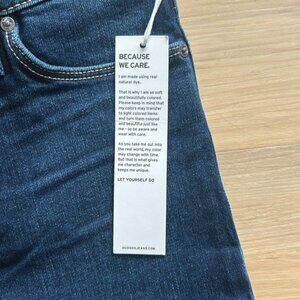 BECAUSE
WE CARE.
I am made using real
natural dye.
That is why I am so soft
and beautifully colored.
Please keep in mind that
my colors may transfer
to light colored items
and turn them colored
and beautiful just like
me - so be aware and
wear with care.
As you take me out into
the real world, my color
may change with time.
But that is what gives
me character and
keeps me unique.
LET YOURSELF GO
HUDSONJEANS.COM